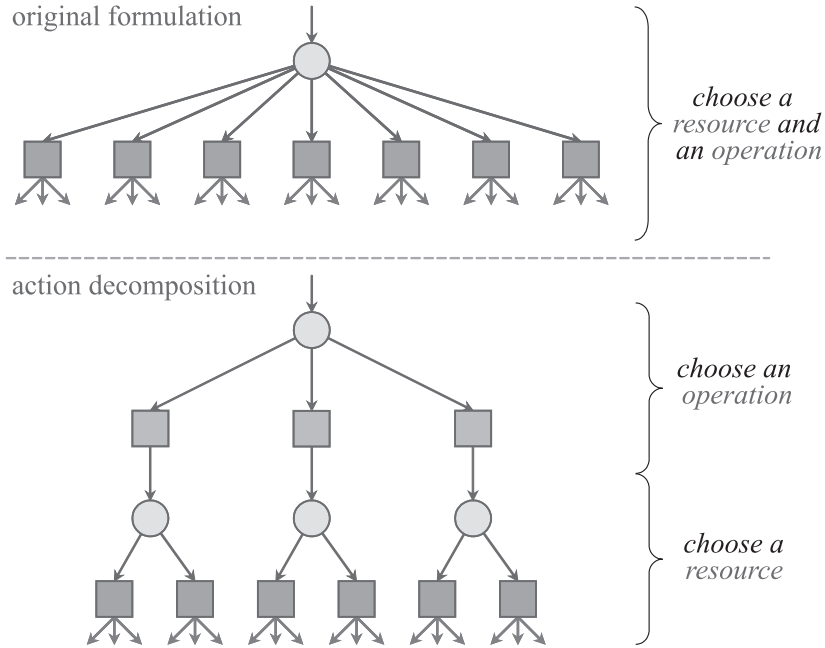 original formulation
choose a
resource and
an operation
action decomposition
choose an
operation
choose a
resource